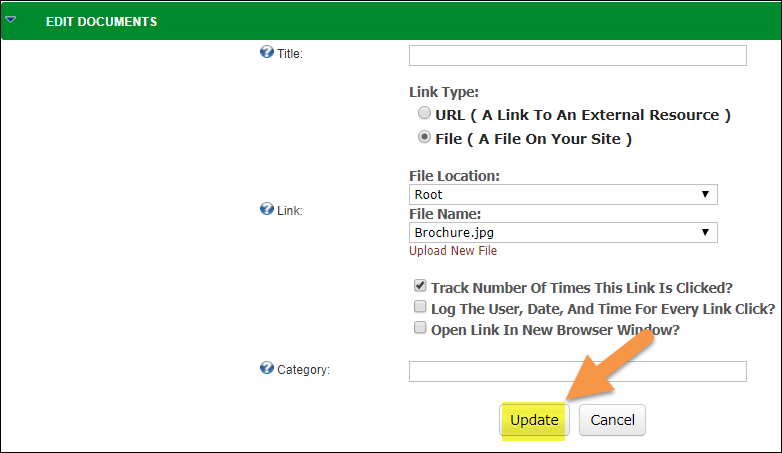 EDIT DOCUMENTS
Title:
Link Type:
URL ( A Link To An External Resource )
File ( A File On Your Site )
File Location:
Root
Link:
File Name:
Brochure.jpg
Upload New File
Track Number Of Times This Link Is Clicked?
Log The User, Date, And Time For Every Link Click?
Open Link In New Browser Window?
Category:
Update Cancel